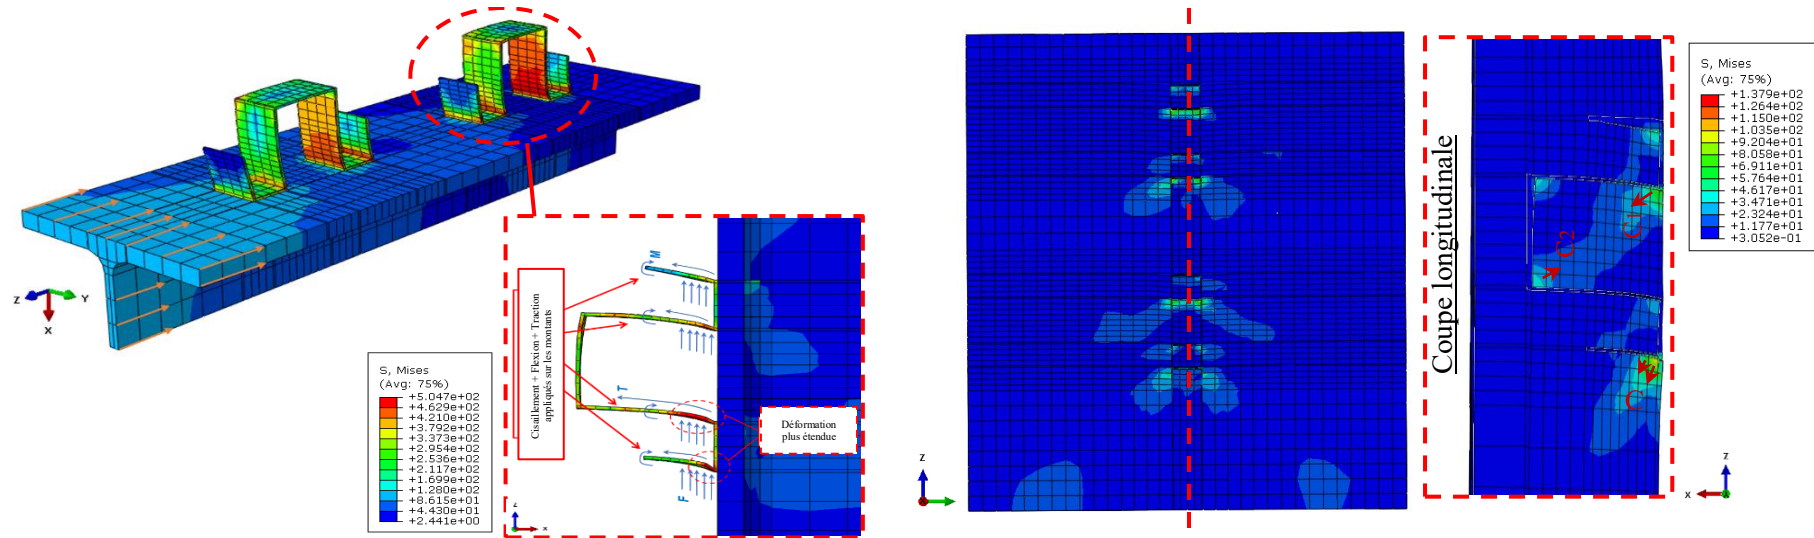 Z
Y
X
S, Mises
(Avg: 75%)
+5.047e+02
+4.629e+02
+4.210e+02
+3.792e+02
+3.373e+02
+2.954e+02
+2.536e+02
+2.117e+02
+1.699e+02
+1.280e+02
+8.615e+01
+4.430e+01
+2.441e+00
Cisaillement + Flexion + Traction
appliqués sur les montants
M
T
F
Déformation
plus étendue
Z
X
Z
Coupe longitudinale
C1
C2
C
Z
X
S, Mises
(Avg: 75%)
+1.379e+02
+1.264e+02
+1.150e+02
+1.035e+02
+9.204e+01
+8.058e+01
+6.911e+01
+5.764e+01
+4.617e+01
+3.471e+01
+2.324e+01
+1.177e+01
+3.052e-01